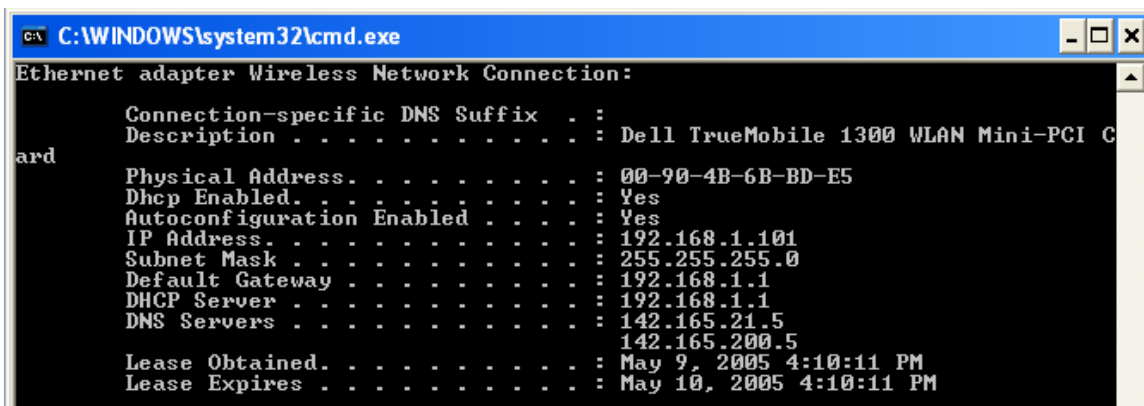 C:\WINDOWS\system32\cmd.exe
Ethernet adapter Wireless Network Connection:
Connection-specific DNS Suffix  . :
Description . . . . . . . . . . . : Dell TrueMobile 1300 WLAN Mini-PCI C
ard
Physical Address. . . . . . . . . : 00-90-4B-6B-BD-E5
Dhcp Enabled. . . . . . . . . . . : Yes
Autoconfiguration Enabled . . . . : Yes
IP Address. . . . . . . . . . . . : 192.168.1.101
Subnet Mask . . . . . . . . . . . : 255.255.255.0
Default Gateway . . . . . . . . . : 192.168.1.1
DHCP Server . . . . . . . . . . . : 192.168.1.1
DNS Servers . . . . . . . . . . . : 142.165.21.5
142.165.200.5
Lease Obtained. . . . . . . . . . : May 9, 2005 4:10:11 PM
Lease Expires . . . . . . . . . . : May 10, 2005 4:10:11 PM